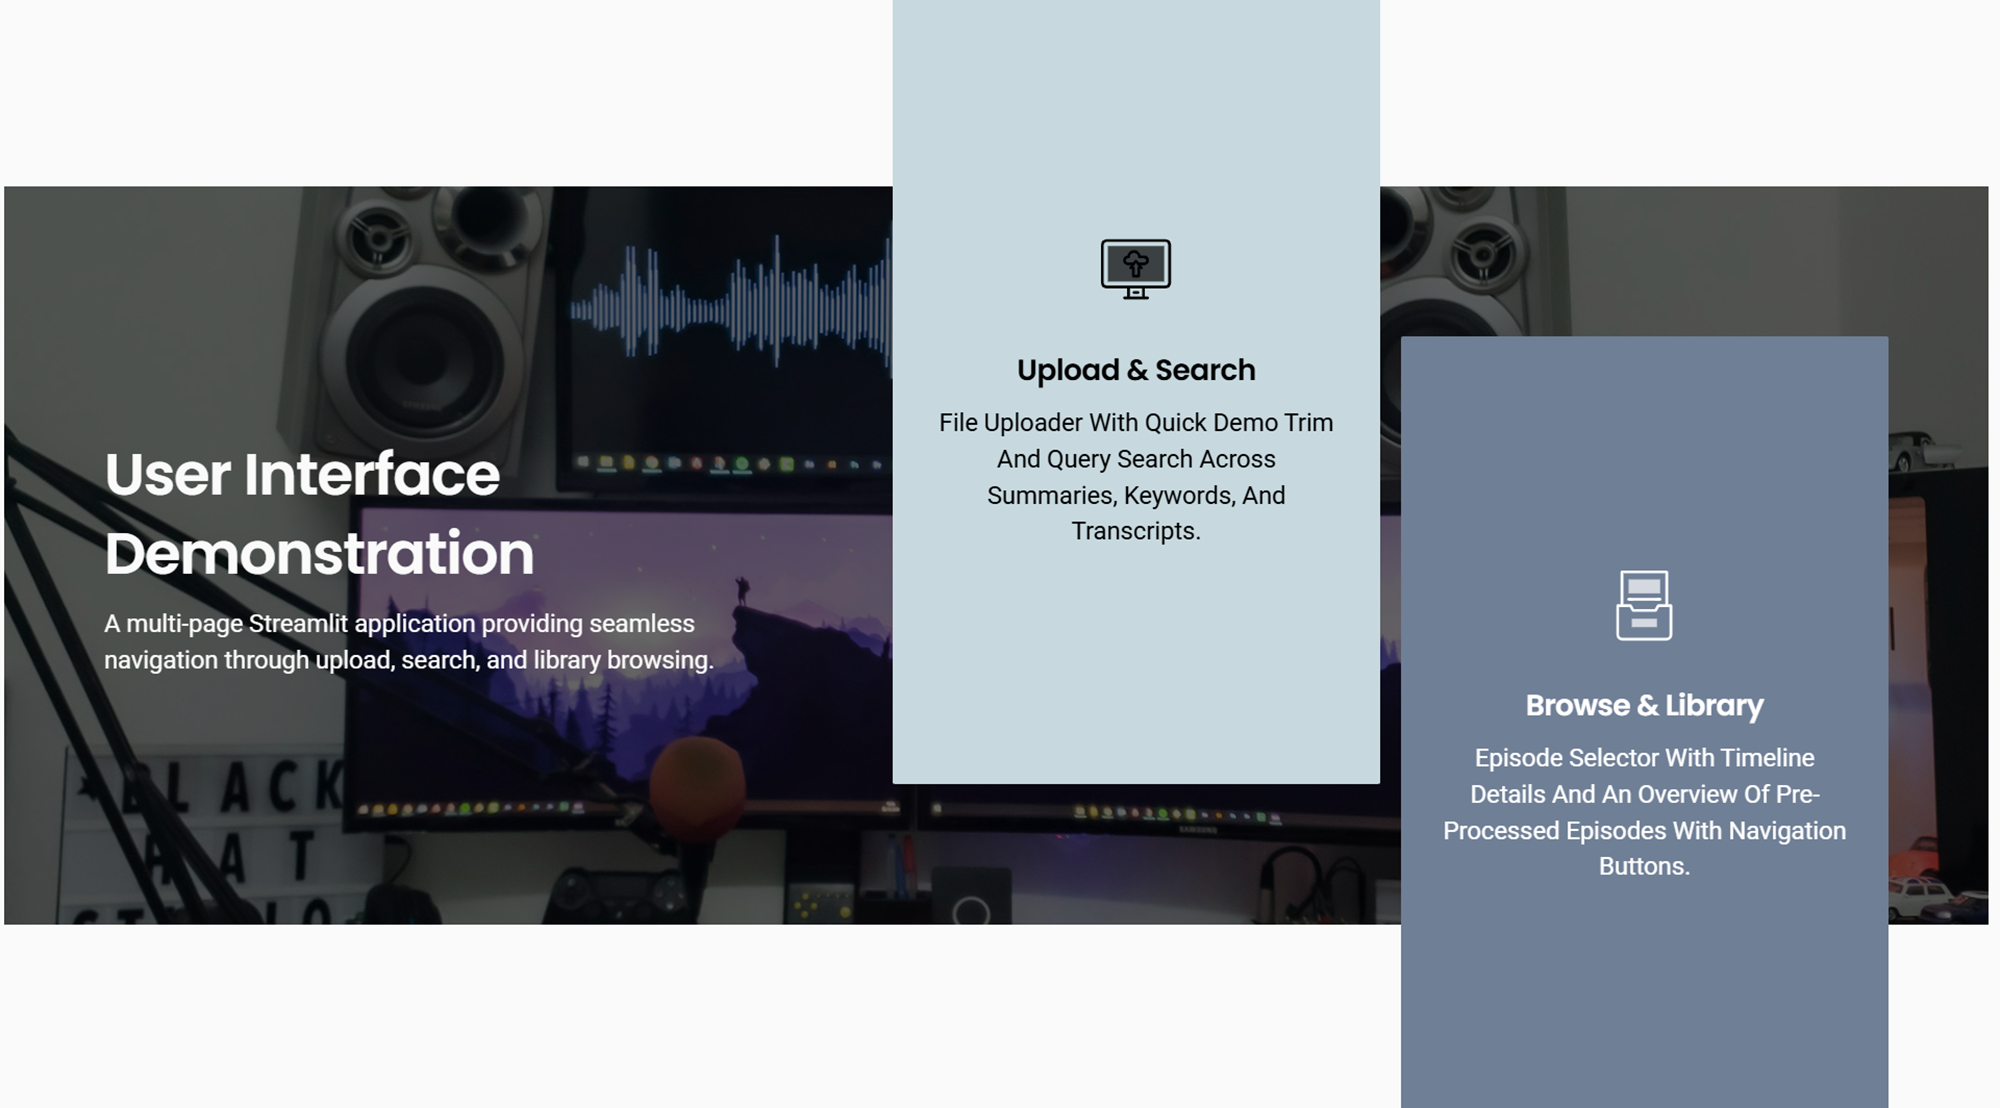 User Interface
Demonstration
A multi-page Streamlit application providing seamless
navigation through upload, search, and library browsing.
Upload & Search
File Uploader With Quick Demo Trim
And Query Search Across
Summaries, Keywords, And
Transcripts.
Browse & Library
Episode Selector With Timeline
Details And An Overview Of Pre-
Processed Episodes With Navigation
Buttons.
BLACK
SAMSUNG